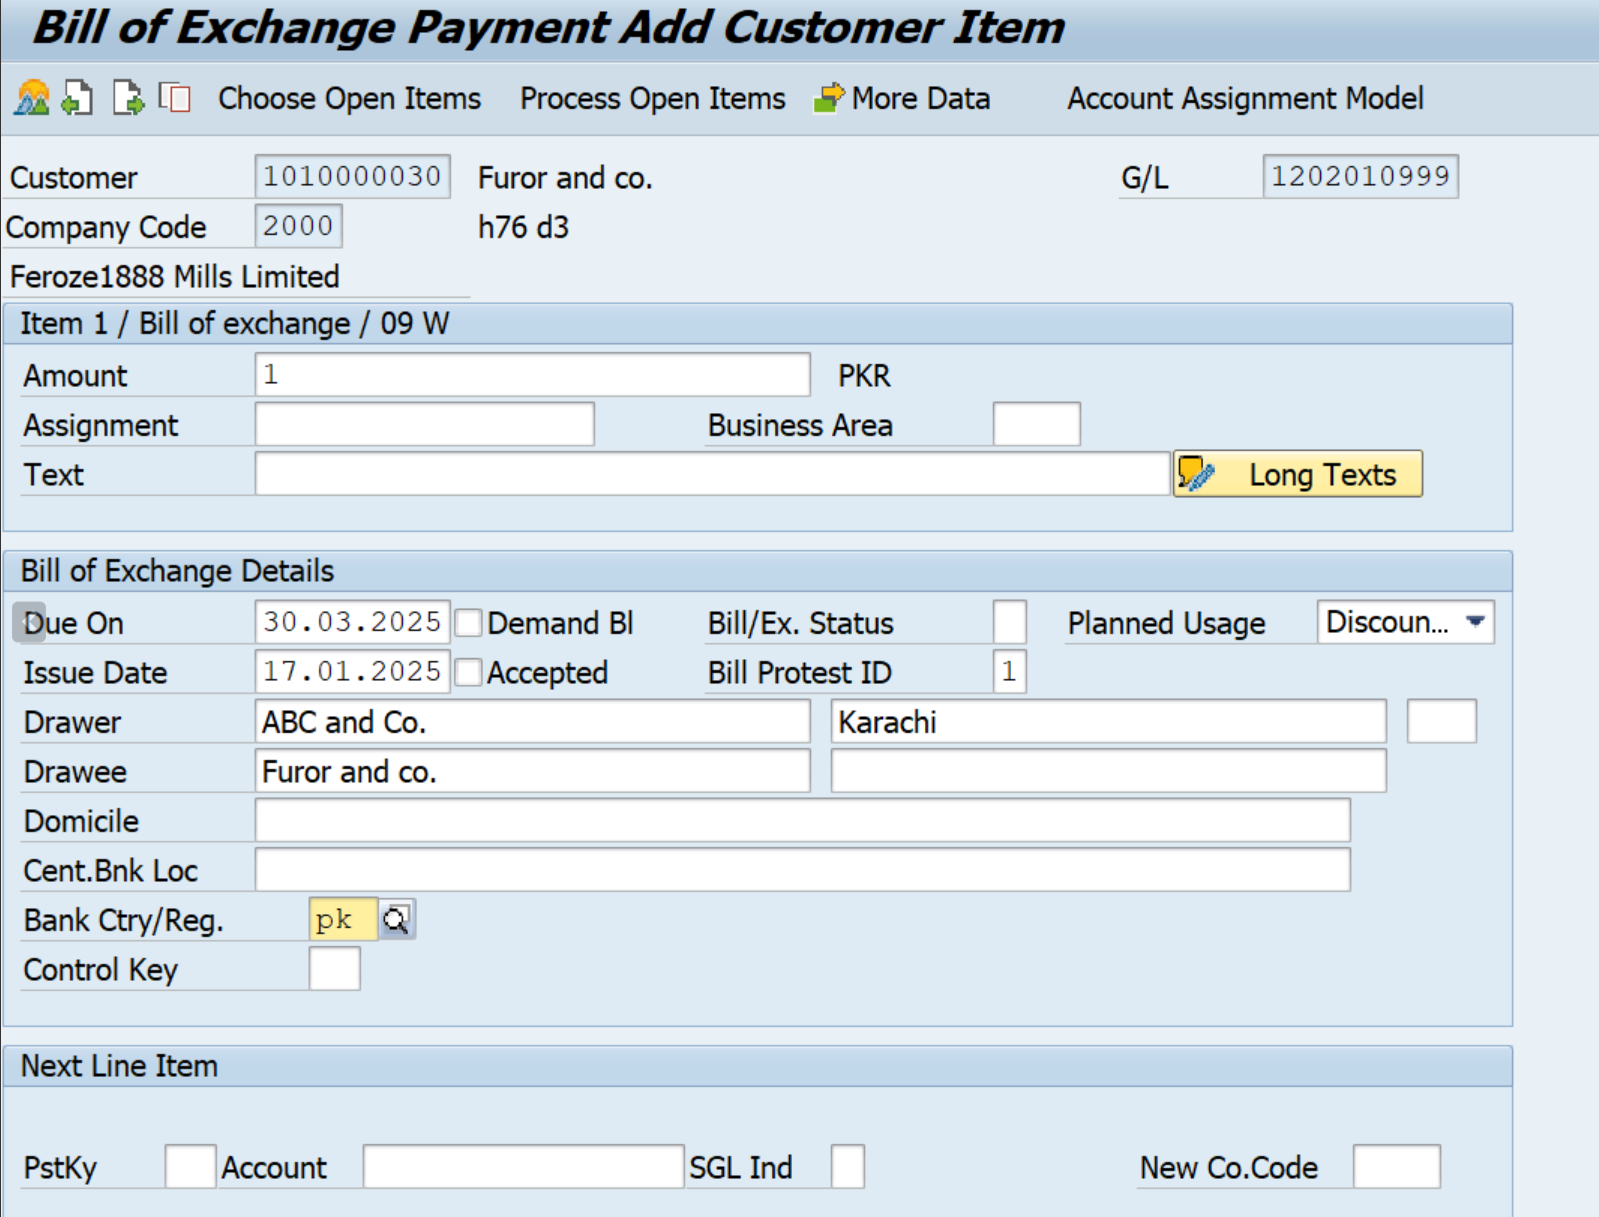 Bill of Exchange Payment Add Customer Item
Choose Open Items Process Open Items More Data Account Assignment Model
Customer 1010000030 Furor and co. G/L 1202010999
Company Code 2000 h76 d3
Feroze1888 Mills Limited
Item 1 / Bill of exchange / 09 W
Amount 1 PKR
Assignment Business Area
Text Long Texts
Bill of Exchange Details
Due On 30.03.2025 Demand Bl Bill/Ex. Status Planned Usage Discoun...
Issue Date 17.01.2025 Accepted Bill Protest ID 1
Drawer ABC and Co. Karachi
Drawee Furor and co.
Domicile
Cent.Bnk Loc
Bank Ctry/Reg. pk
Control Key
Next Line Item
PstKy Account SGL Ind New Co.Code